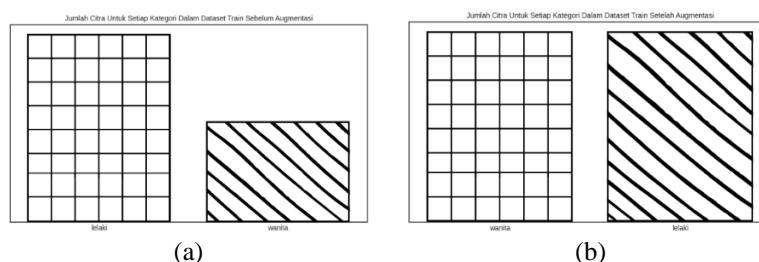 Jumlah Citra Untuk Setiap Kategori Dalam Dataset Train Sebelum Augmentasi
lelaki
wanita
(a)
Jumlah Citra Untuk Setiap Kategori Dalam Dataset Train Setelah Augmentasi
wanita
lelaki
(b)